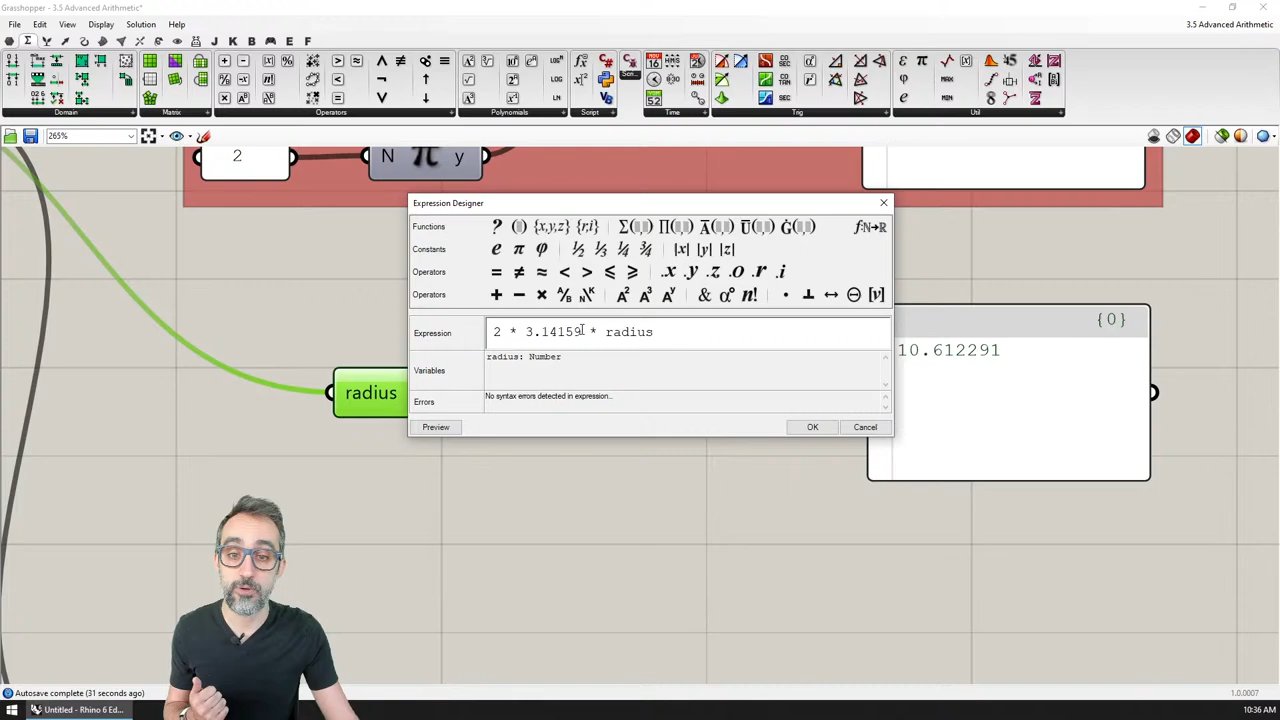 Grasshopper - 3.5 Advanced Arithmetic*
File Edit View Display Solution Help
3.5 Advanced Arithmetic
J K B E F
Domain Matrix Operators Polynomials Script Time Trig Util
265%
2
N π y
Expression Designer
Functions
Constants
Operators
Operators
Expression 2 * 3.14159 * radius
Variables radius: Number
Errors No syntax errors detected in expression...
Preview OK Cancel
{0}
10.612291
radius
Autosave complete (31 seconds ago)
1.0.0007
Untitled - Rhino 6 Ed...
10:36 AM